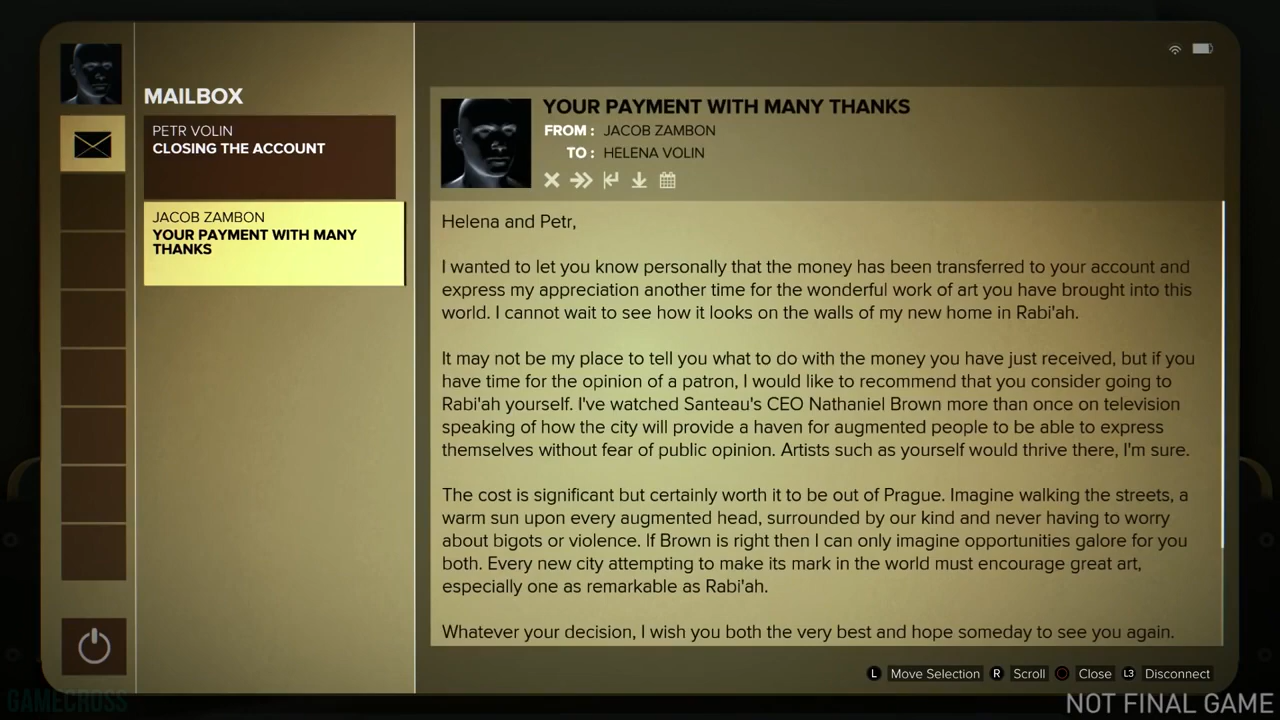 MAILBOX
PETR VOLIN
CLOSING THE ACCOUNT
JACOB ZAMBON
YOUR PAYMENT WITH MANY
THANKS
YOUR PAYMENT WITH MANY THANKS
FROM : JACOB ZAMBON
TO : HELENA VOLIN
Helena and Petr,
I wanted to let you know personally that the money has been transferred to your account and
express my appreciation another time for the wonderful work of art you have brought into this
world. I cannot wait to see how it looks on the walls of my new home in Rabi'ah.
It may not be my place to tell you what to do with the money you have just received, but if you
have time for the opinion of a patron, I would like to recommend that you consider going to
Rabi'ah yourself. I've watched Santeau's CEO Nathaniel Brown more than once on television
speaking of how the city will provide a haven for augmented people to be able to express
themselves without fear of public opinion. Artists such as yourself would thrive there, I'm sure.
The cost is significant but certainly worth it to be out of Prague. Imagine walking the streets, a
warm sun upon every augmented head, surrounded by our kind and never having to worry
about bigots or violence. If Brown is right then I can only imagine opportunities galore for you
both. Every new city attempting to make its mark in the world must encourage great art,
especially one as remarkable as Rabi'ah.
Whatever your decision, I wish you both the very best and hope someday to see you again.
L Move Selection R Scroll Close L3 Disconnect
GAMECROSS
NOT FINAL GAME